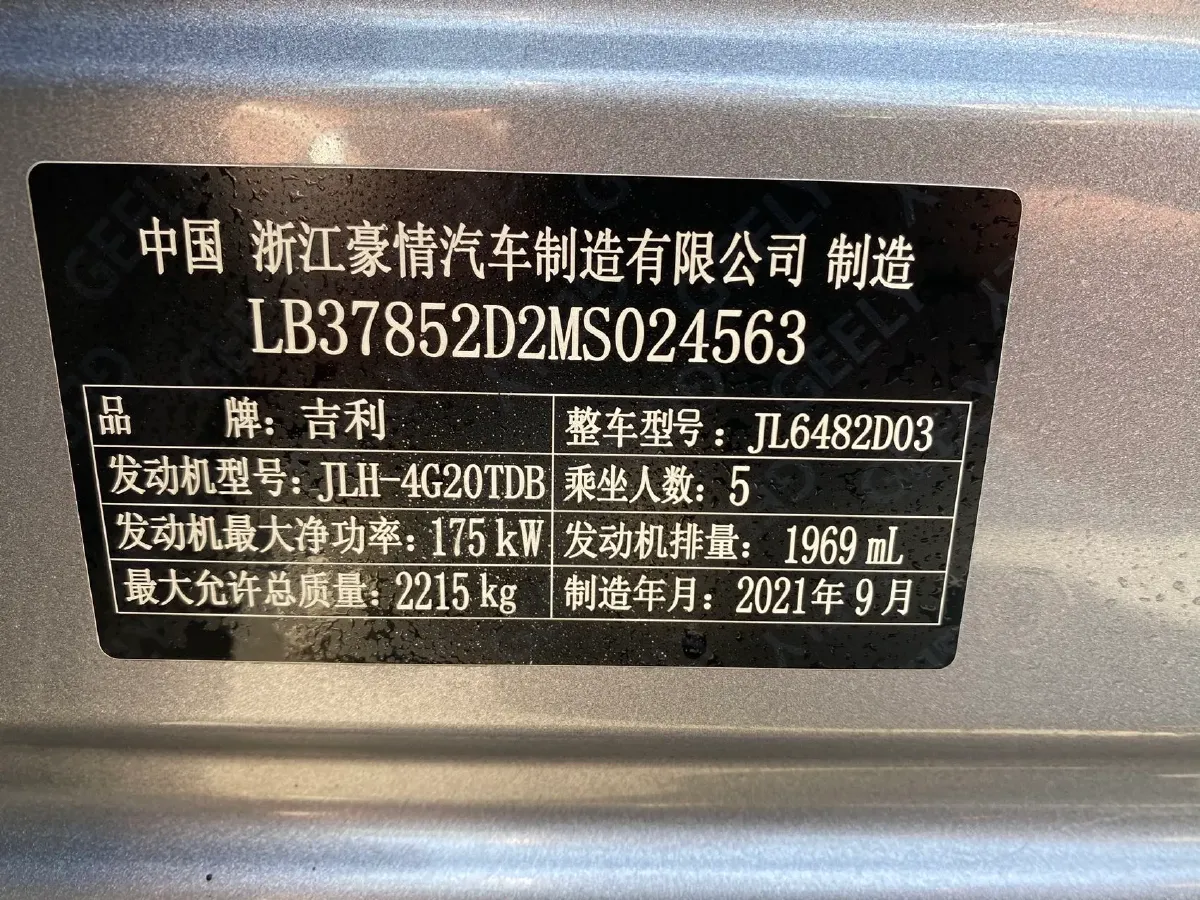 中国 浙江豪情汽车制造有限公司 制造
LB37852D2MS024563
品 牌：吉利 整车型号：JL6482D03
发动机型号：JLH-4G20TDB 乘坐人数：5
发动机最大净功率：175 kW 发动机排量： 1969 mL
最大允许总质量：2215 kg 制造年月：2021年9月
GEELY
GEELY
GEELY